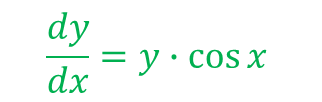 dy/dx = y · cos x